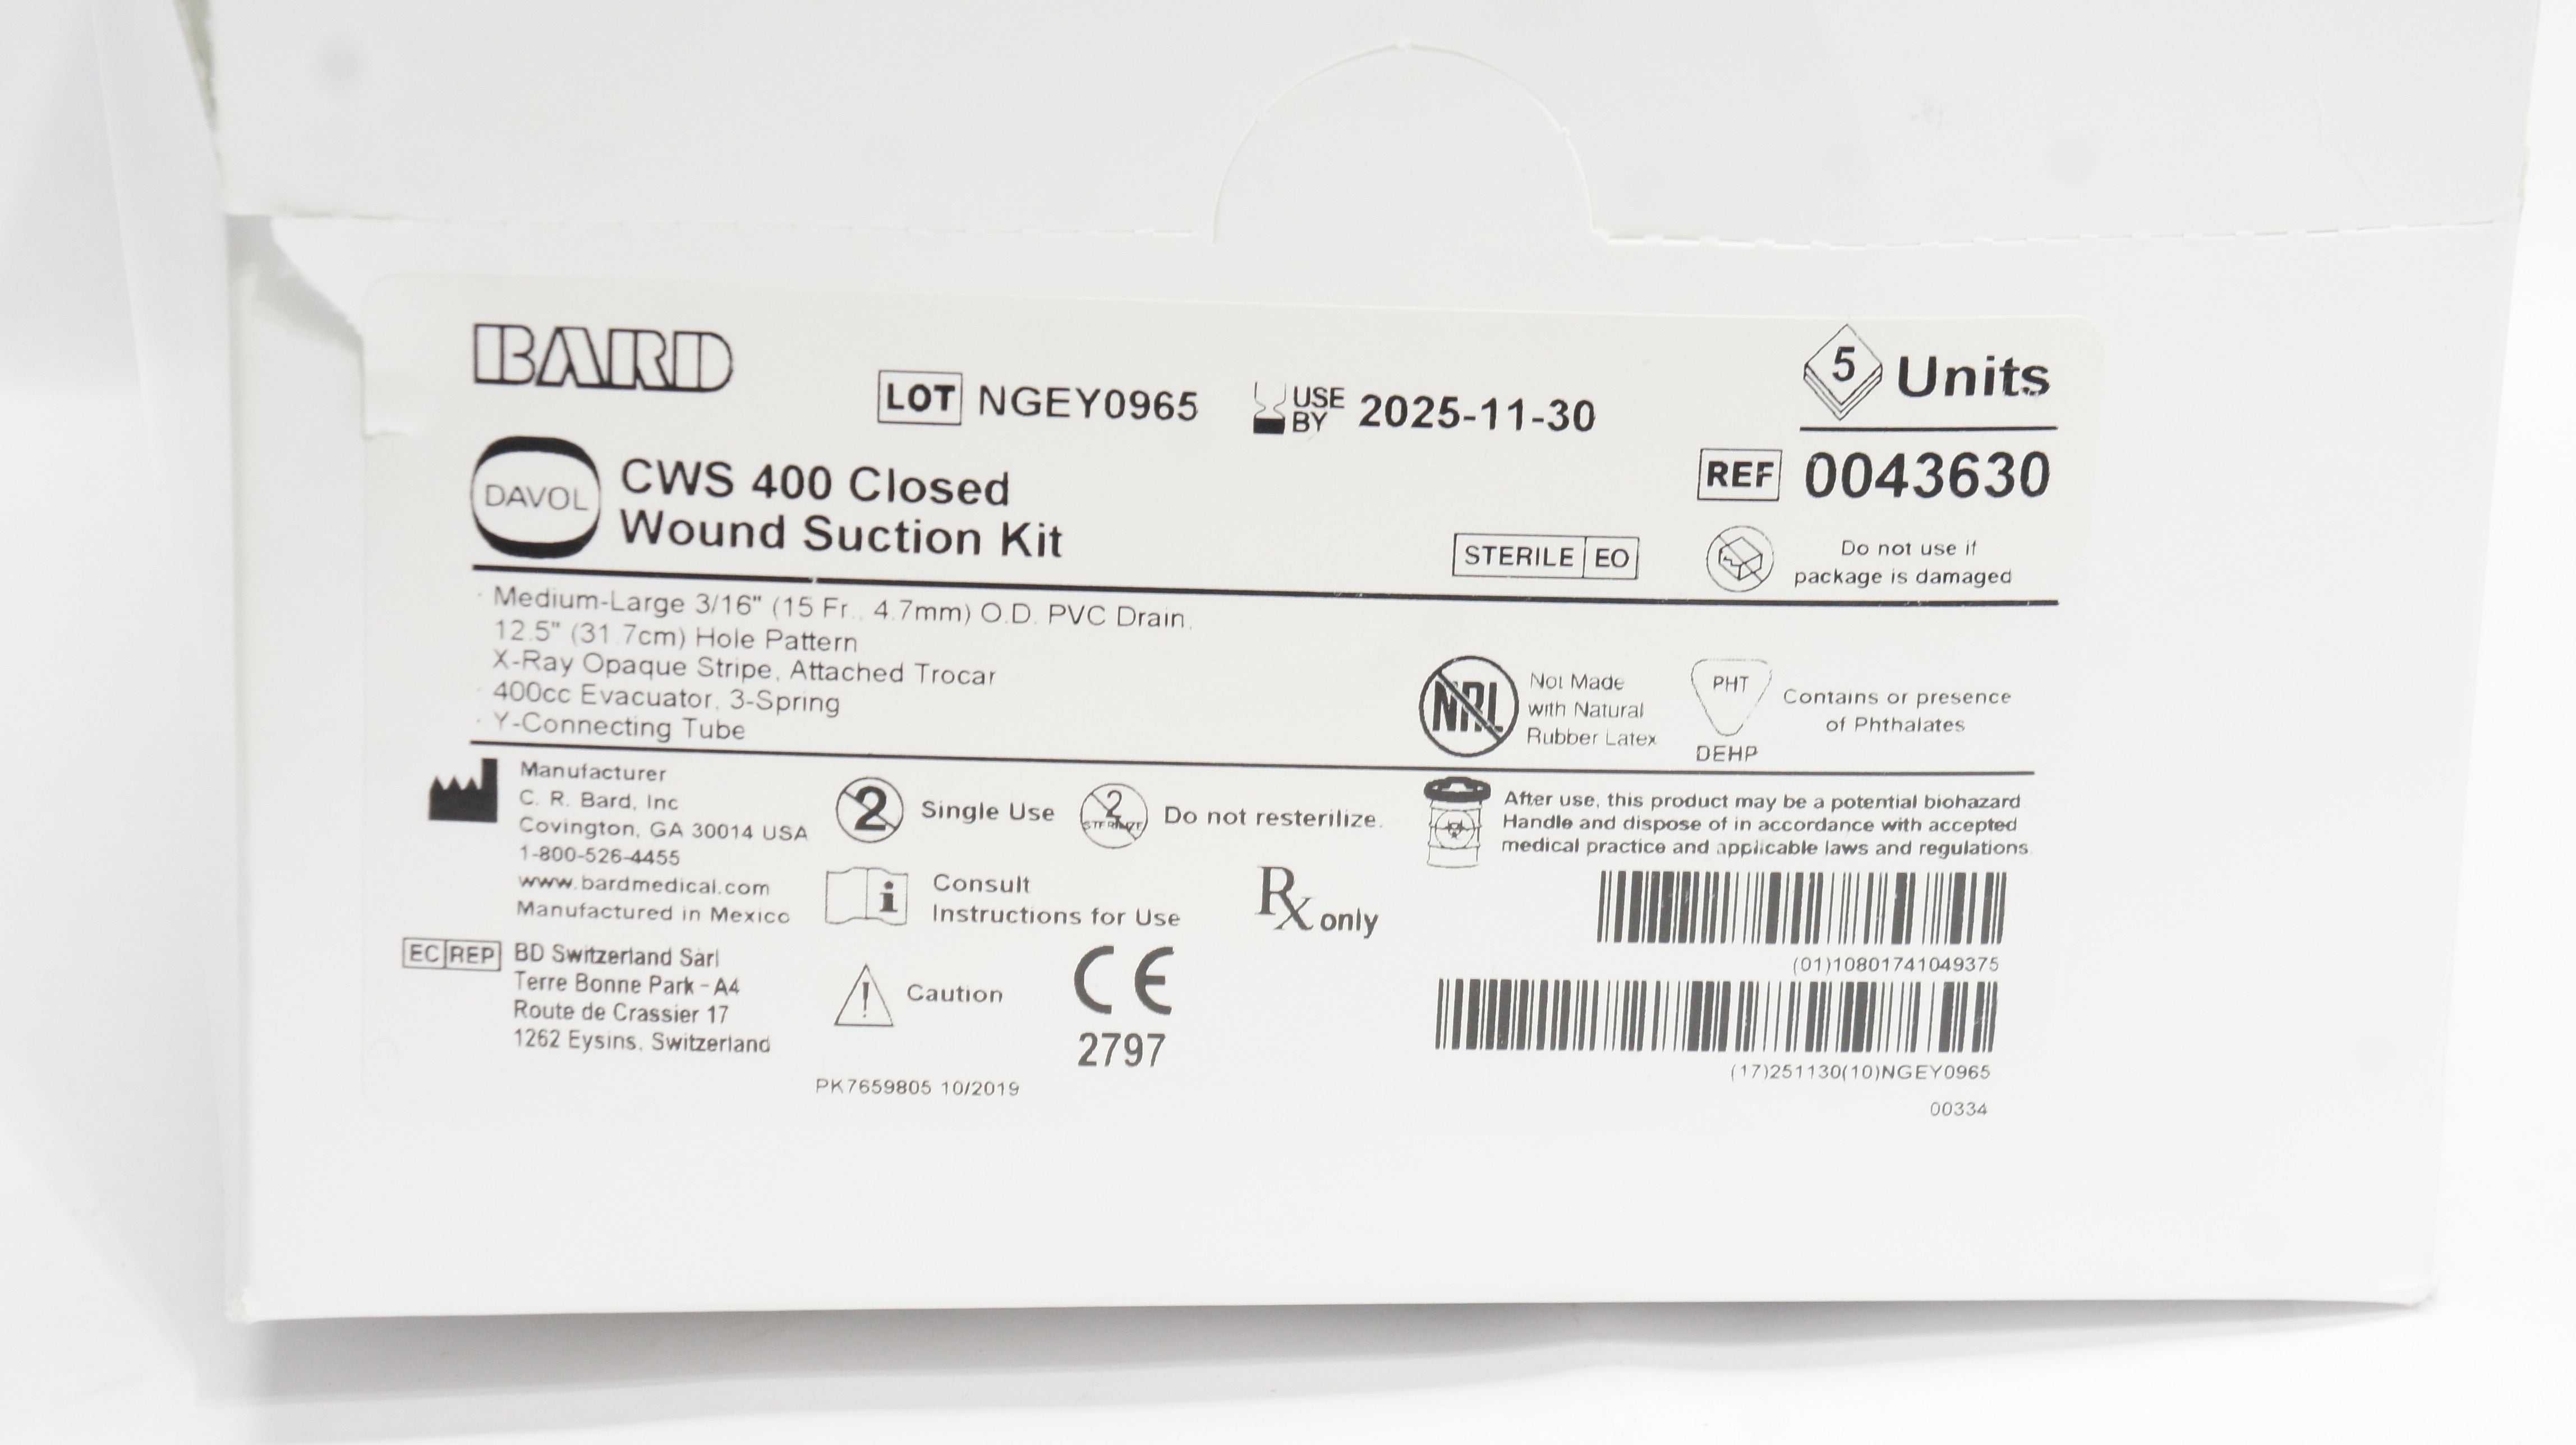 BARD
LOT NGEY0965
USE BY 2025-11-30
5 Units
DAVOL
CWS 400 Closed
Wound Suction Kit
REF 0043630
STERILE EO
Do not use if
package is damaged
· Medium-Large 3/16" (15 Fr., 4.7mm) O.D. PVC Drain,
12.5" (31.7cm) Hole Pattern
X-Ray Opaque Stripe, Attached Trocar
· 400cc Evacuator, 3-Spring
· Y-Connecting Tube
NRL
Not Made
with Natural
Rubber Latex
PHT
DEHP
Contains or presence
of Phthalates
Manufacturer
C. R. Bard, Inc
Covington, GA 30014 USA
1-800-526-4455
www.bardmedical.com
Manufactured in Mexico
2 Single Use
2 Do not resterilize.
After use, this product may be a potential biohazard
Handle and dispose of in accordance with accepted
medical practice and applicable laws and regulations.
i Consult
Instructions for Use
Rx only
(01)10801741049375
EC REP
BD Switzerland Sàrl
Terre Bonne Park - A4
Route de Crassier 17
1262 Eysins, Switzerland
! Caution
CE
2797
(17)251130(10)NGEY0965
PK7659805 10/2019
00334